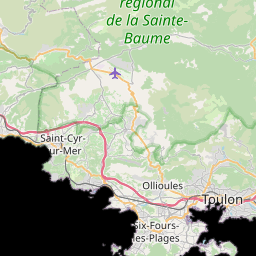 régional
de la Sainte-
Baume
Saint-Cyr-
sur-Mer
Ollioules
Toulon
Six-Fours-
les-Plages